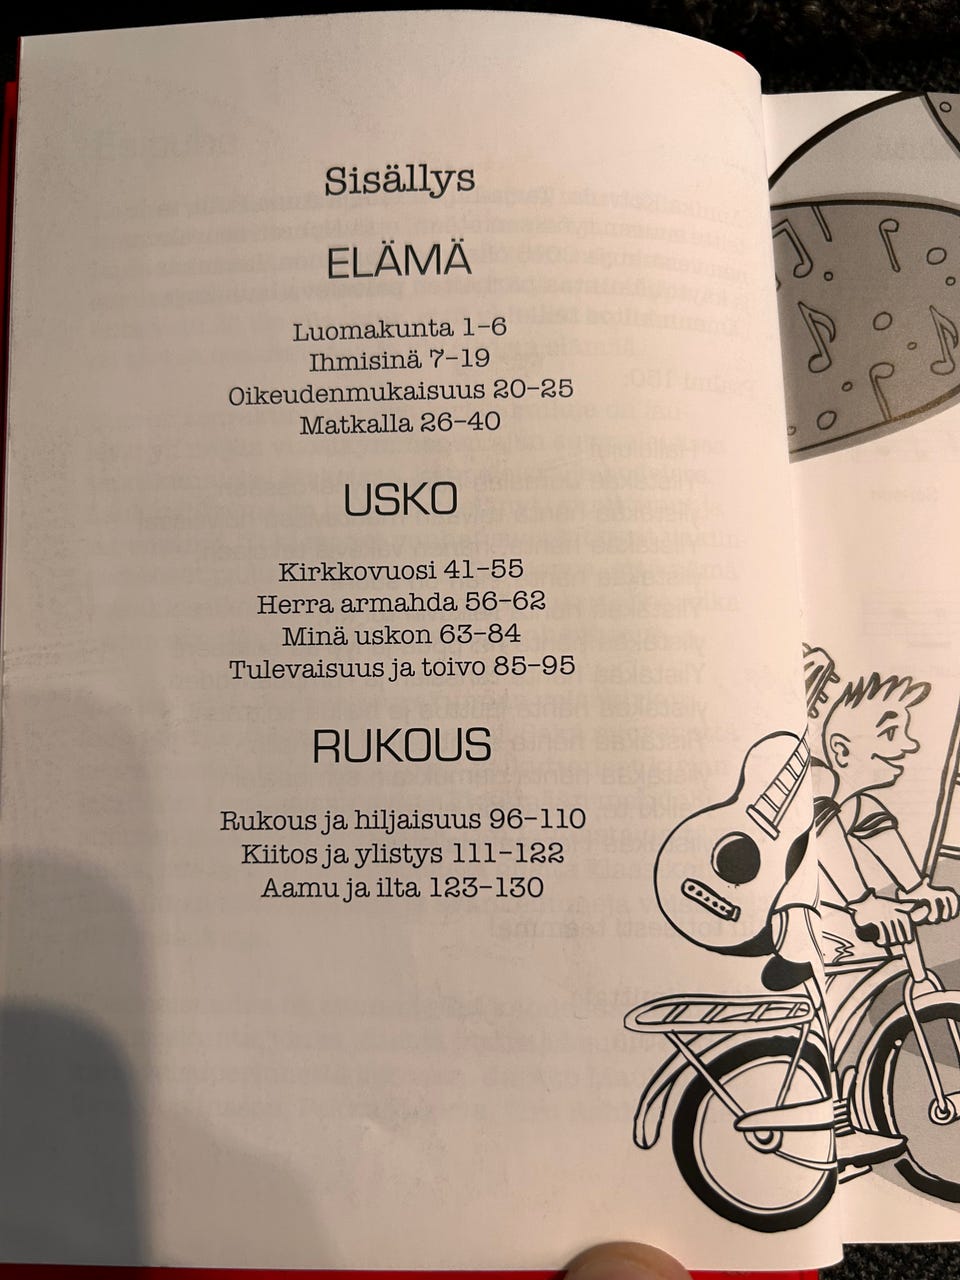 Sisällys
ELÄMÄ
Luomakunta 1–6
Ihmisinä 7–19
Oikeudenmukaisuus 20–25
Matkalla 26–40
USKO
Kirkkovuosi 41–55
Herra armahda 56–62
Minä uskon 63–84
Tulevaisuus ja toivo 85–95
RUKOUS
Rukous ja hiljaisuus 96–110
Kiitos ja ylistys 111–122
Aamu ja ilta 123–130